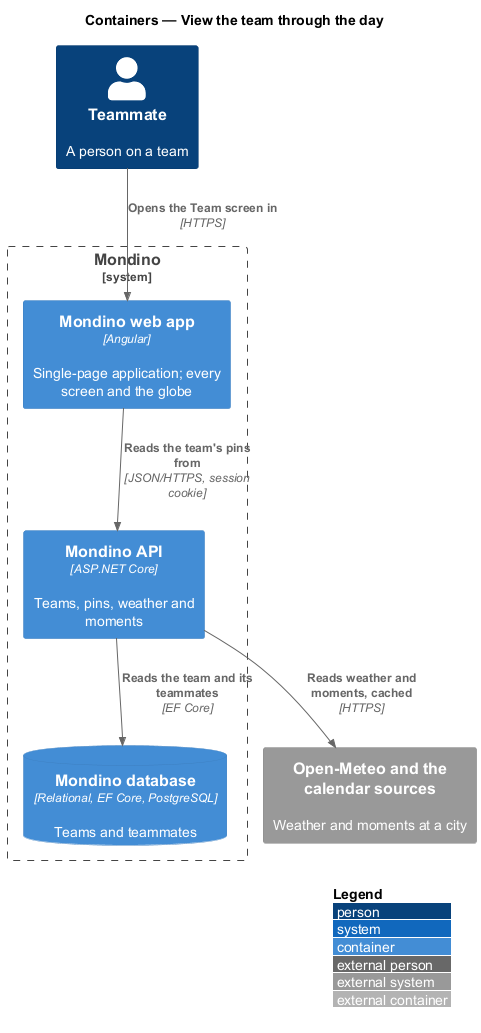 Containers — View the team through the day
Teammate
A person on a team
Opens the Team screen in
[HTTPS]
Mondino
[system]
Mondino web app
[Angular]
Single-page application; every
screen and the globe
Reads the team's pins
from
[JSON/HTTPS, session
cookie]
Mondino API
[ASP.NET Core]
Teams, pins, weather and
moments
Reads the team and its
teammates
[EF Core]
Reads weather and
moments, cached
[HTTPS]
Mondino database
[Relational, EF Core, PostgreSQL]
Teams and teammates
Open-Meteo and the
calendar sources
Weather and moments at a city
Legend
person
system
container
external person
external system
external container